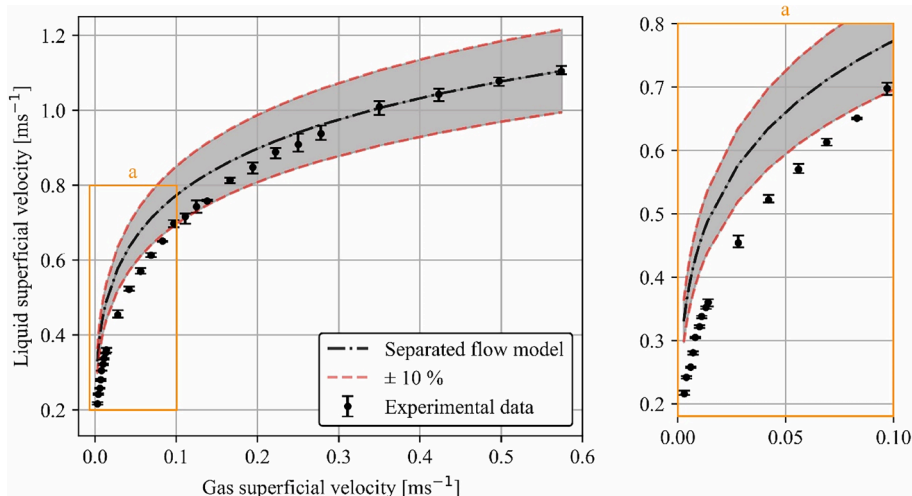 a
1.2
1.0
0.8
0.6
0.4
0.2
Liquid superficial velocity [ms⁻¹]
a
Separated flow model
± 10 %
Experimental data
0.0 0.1 0.2 0.3 0.4 0.5 0.6
Gas superficial velocity [ms⁻¹]
0.8
0.7
0.6
0.5
0.4
0.3
0.2
0.00 0.05 0.10